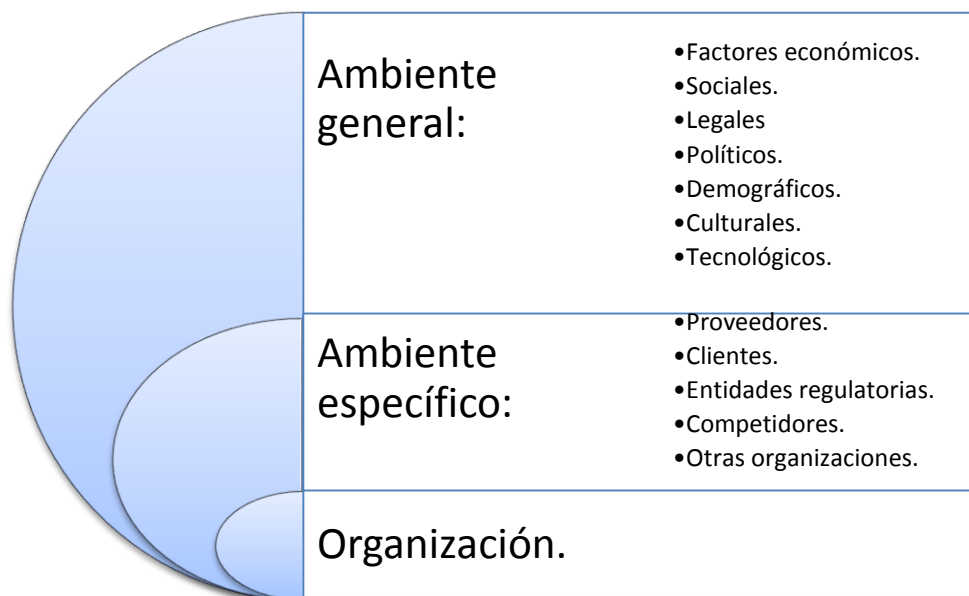 Ambiente
general:
•Factores económicos.
•Sociales.
•Legales
•Políticos.
•Demográficos.
•Culturales.
•Tecnológicos.
Ambiente
específico:
•Proveedores.
•Clientes.
•Entidades regulatorias.
•Competidores.
•Otras organizaciones.
Organización.